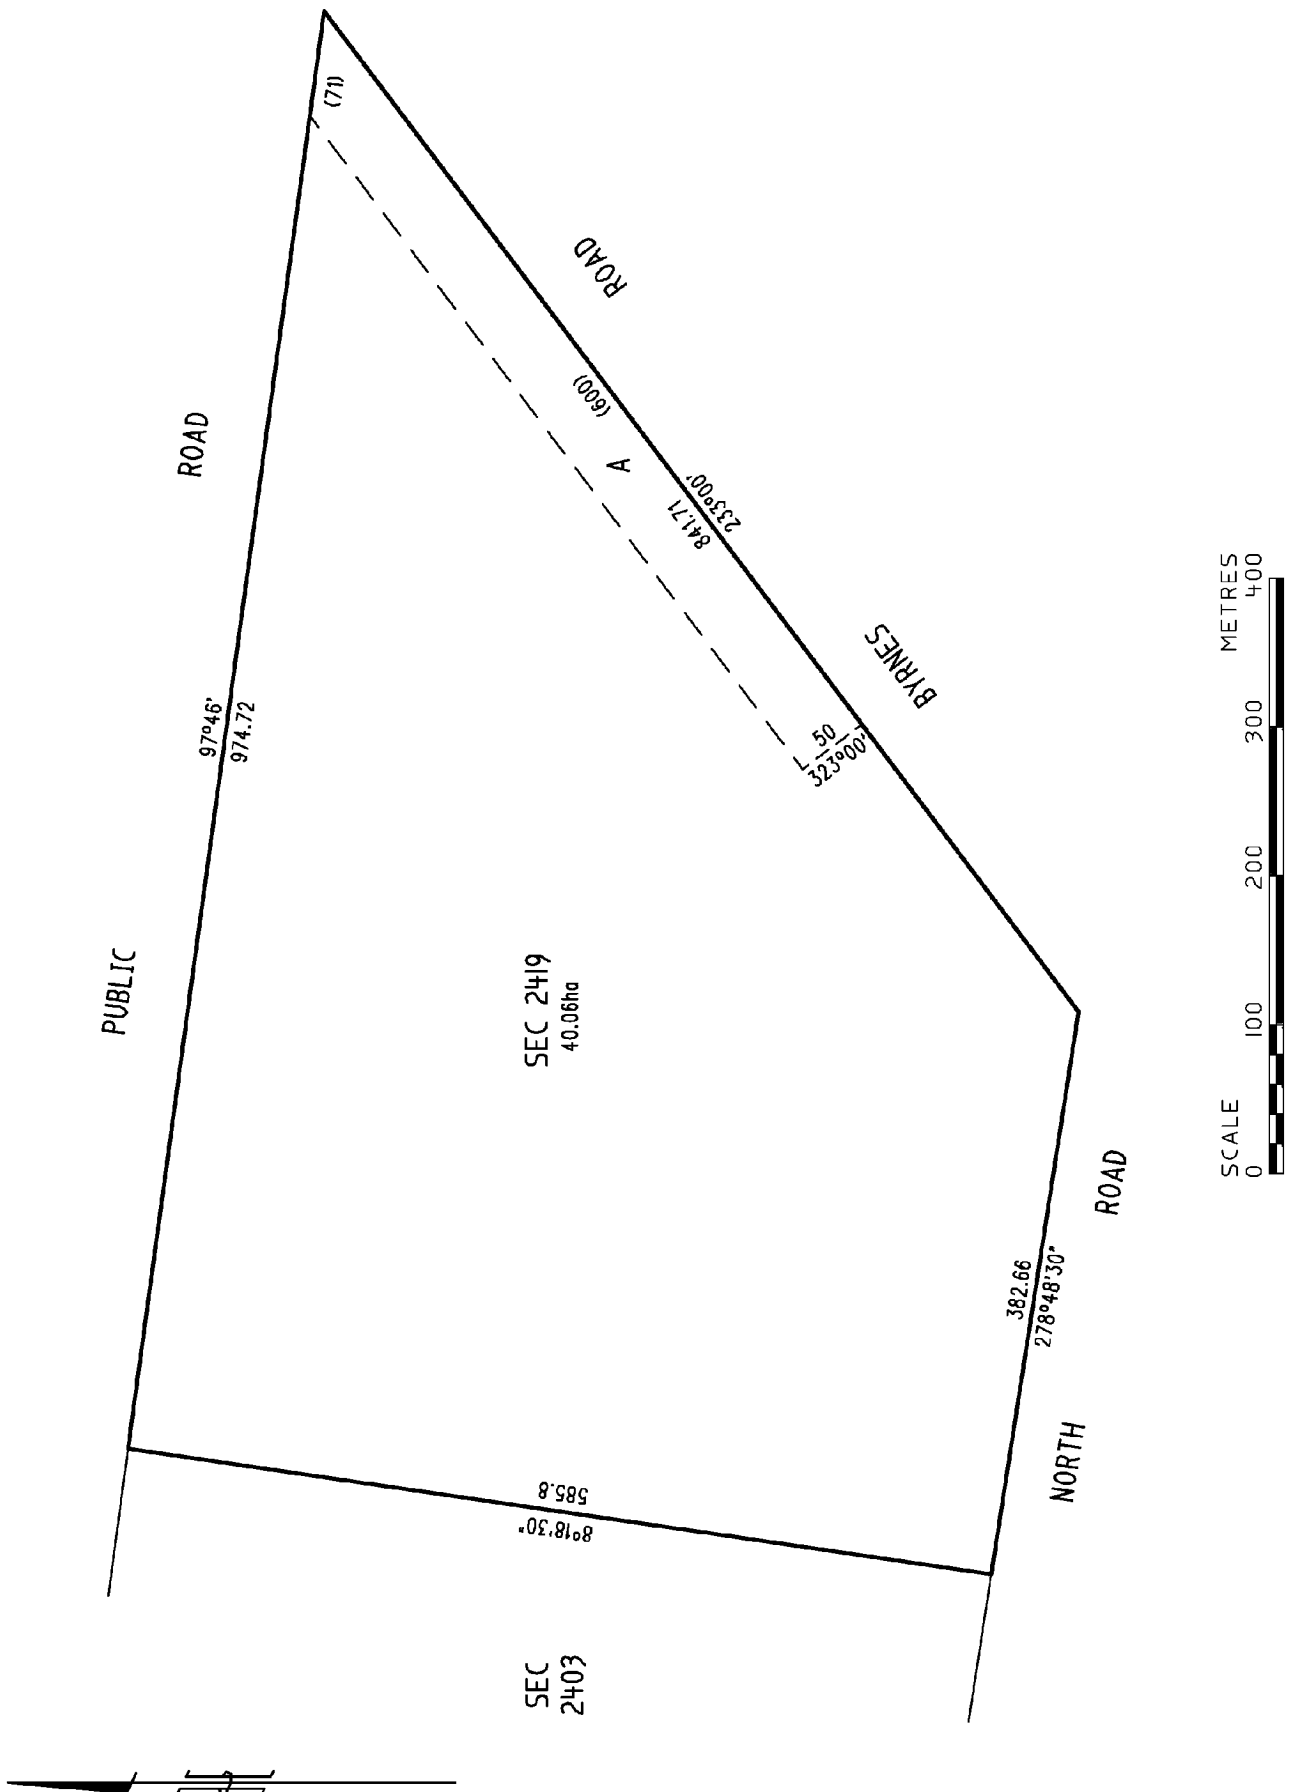 PUBLIC ROAD
97°46'
974.72
(71)
ROAD
(600)
A
841.71
233°00'
BYRNES
50
323°00'
SEC 2419
40.06ha
585.8
8°18'30"
SEC
2403
382.66
278°48'30"
NORTH ROAD
SCALE METRES
0 100 200 300 400